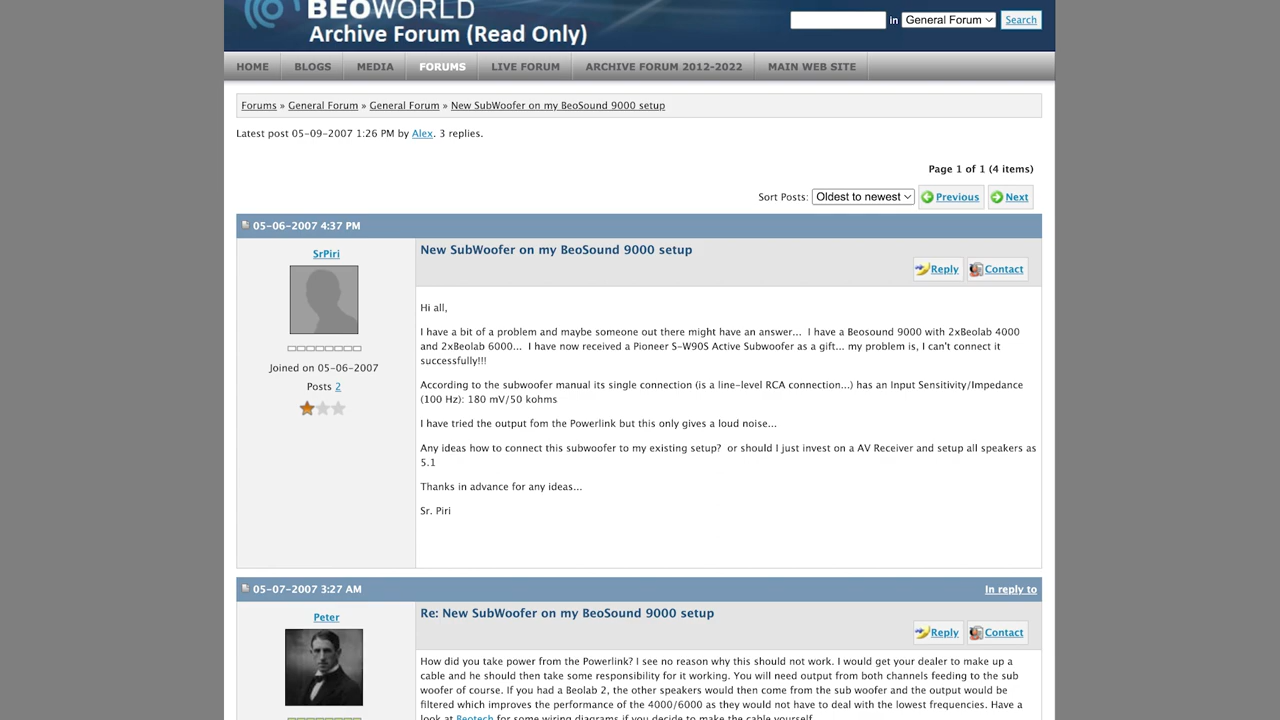 BEOWORLD
Archive Forum (Read Only)
in General Forum Search
HOME BLOGS MEDIA FORUMS LIVE FORUM ARCHIVE FORUM 2012-2022 MAIN WEB SITE
Forums » General Forum » General Forum » New SubWoofer on my BeoSound 9000 setup
Latest post 05-09-2007 1:26 PM by Alex. 3 replies.
Page 1 of 1 (4 items)
Sort Posts: Oldest to newest Previous Next
05-06-2007 4:37 PM
SrPiri
Joined on 05-06-2007
Posts 2
New SubWoofer on my BeoSound 9000 setup
Reply Contact
Hi all,
I have a bit of a problem and maybe someone out there might have an answer... I have a Beosound 9000 with 2xBeolab 4000
and 2xBeolab 6000... I have now received a Pioneer S-W90S Active Subwoofer as a gift... my problem is, I can't connect it
successfully!!!
According to the subwoofer manual its single connection (is a line-level RCA connection...) has an Input Sensitivity/Impedance
(100 Hz): 180 mV/50 kohms
I have tried the output fom the Powerlink but this only gives a loud noise...
Any ideas how to connect this subwoofer to my existing setup? or should I just invest on a AV Receiver and setup all speakers as
5.1
Thanks in advance for any ideas...
Sr. Piri
05-07-2007 3:27 AM
In reply to
Peter
Re: New SubWoofer on my BeoSound 9000 setup
Reply Contact
How did you take power from the Powerlink? I see no reason why this should not work. I would get your dealer to make up a
cable and he should then take some responsibility for it working. You will need output from both channels feeding to the sub
woofer of course. If you had a Beolab 2, the other speakers would then come from the sub woofer and the output would be
filtered which improves the performance of the 4000/6000 as they would not have to deal with the lowest frequencies. Have a
look at Beotech for some wiring diagrams if you decide to make the cable yourself.